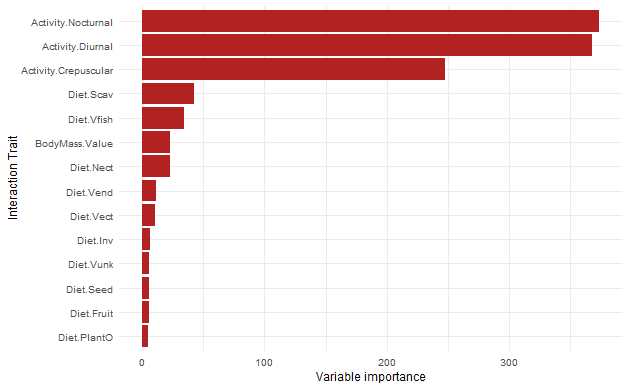 Activity.Nocturnal
Activity.Diurnal
Activity.Crepuscular
Diet.Scav
Diet.Vfish
BodyMass.Value
Diet.Nect
Diet.Vend
Diet.Vect
Diet.Inv
Diet.Vunk
Diet.Seed
Diet.Fruit
Diet.PlantO
Interaction Trait
0 100 200 300
Variable importance